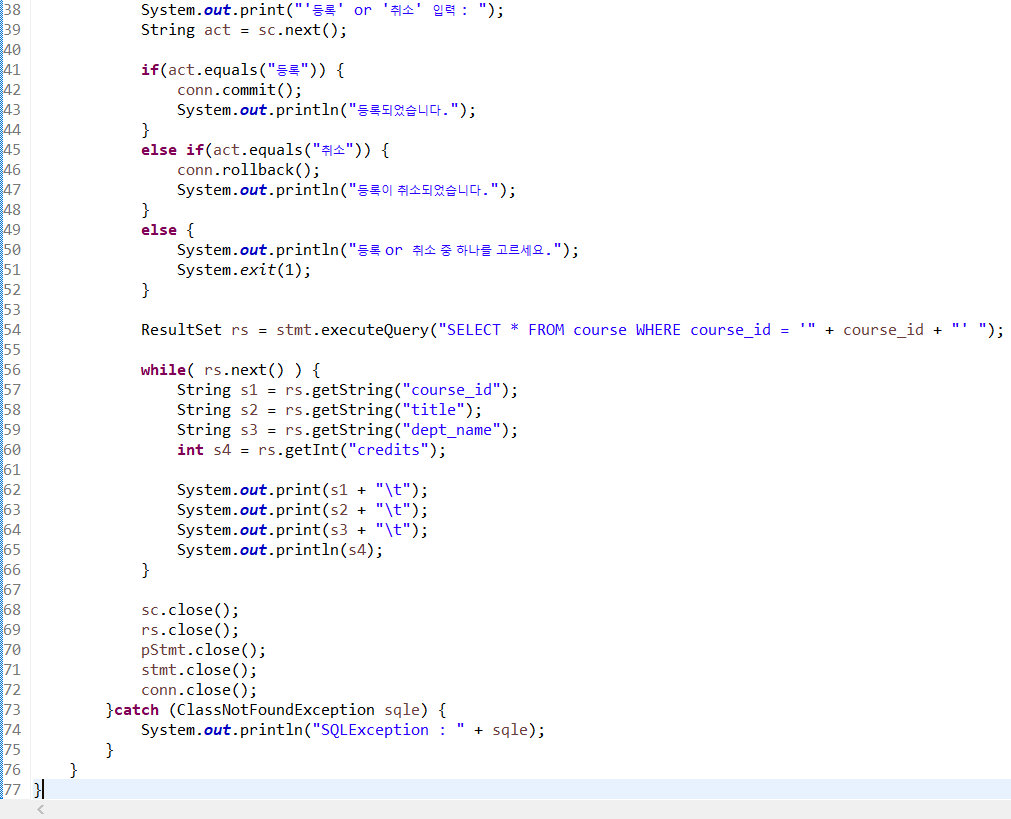 38 System.out.print("'등록' or '취소' 입력 : ");
39 String act = sc.next();
40
41 if(act.equals("등록")) {
42 conn.commit();
43 System.out.println("등록되었습니다.");
44 }
45 else if(act.equals("취소")) {
46 conn.rollback();
47 System.out.println("등록이 취소되었습니다.");
48 }
49 else {
50 System.out.println("등록 or 취소 중 하나를 고르세요.");
51 System.exit(1);
52 }
53
54 ResultSet rs = stmt.executeQuery("SELECT * FROM course WHERE course_id = '" + course_id + "' ");
55
56 while( rs.next() ) {
57 String s1 = rs.getString("course_id");
58 String s2 = rs.getString("title");
59 String s3 = rs.getString("dept_name");
60 int s4 = rs.getInt("credits");
61
62 System.out.print(s1 + "\t");
63 System.out.print(s2 + "\t");
64 System.out.print(s3 + "\t");
65 System.out.println(s4);
66 }
67
68 sc.close();
69 rs.close();
70 pStmt.close();
71 stmt.close();
72 conn.close();
73 }catch (ClassNotFoundException sqle) {
74 System.out.println("SQLException : " + sqle);
75 }
76 }
77 }